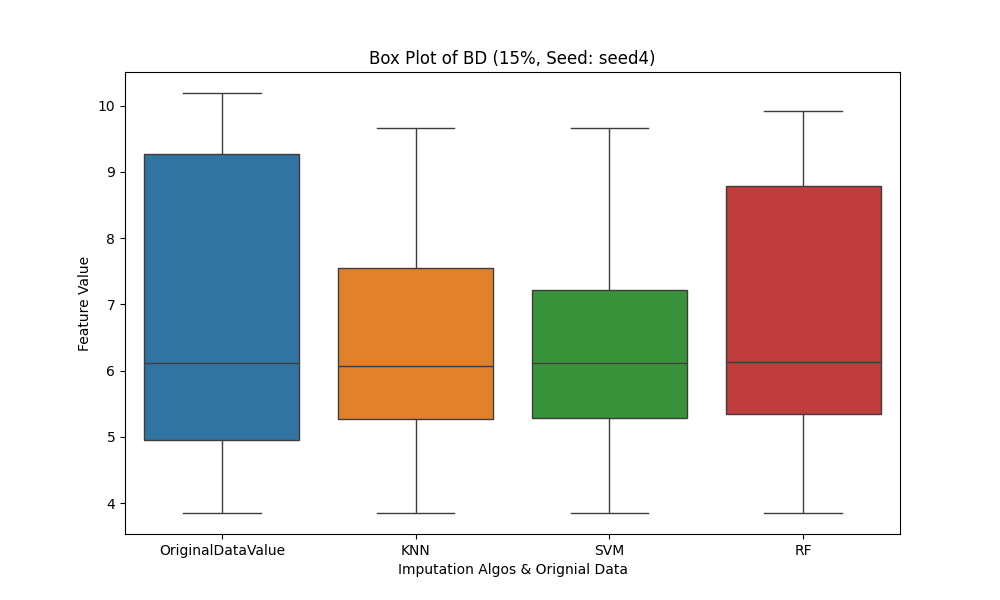 Box Plot of BD (15%, Seed: seed4)
Feature Value
10
9
8
7
6
5
4
OriginalDataValue KNN SVM RF
Imputation Algos & Orignial Data